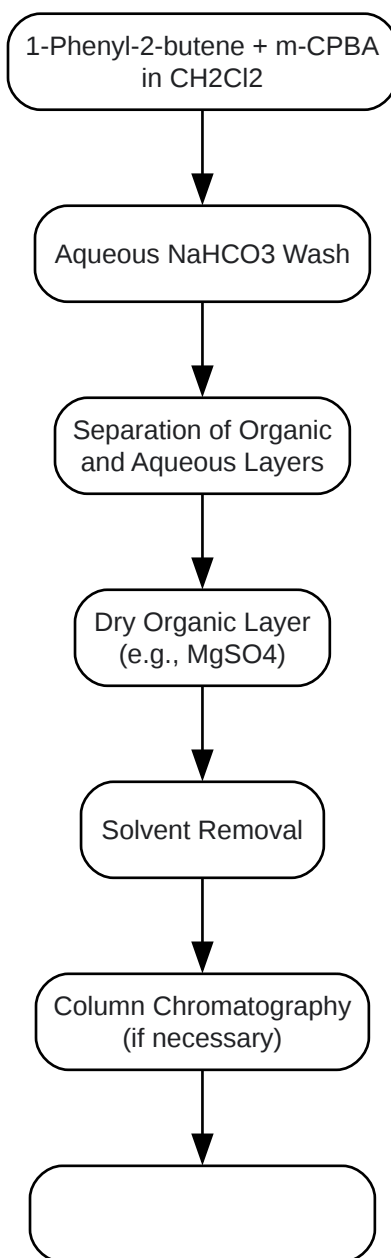 1-Phenyl-2-butene + m-CPBA
in CH2Cl2
Aqueous NaHCO3 Wash
Separation of Organic
and Aqueous Layers
Dry Organic Layer
(e.g., MgSO4)
Solvent Removal
Column Chromatography
(if necessary)